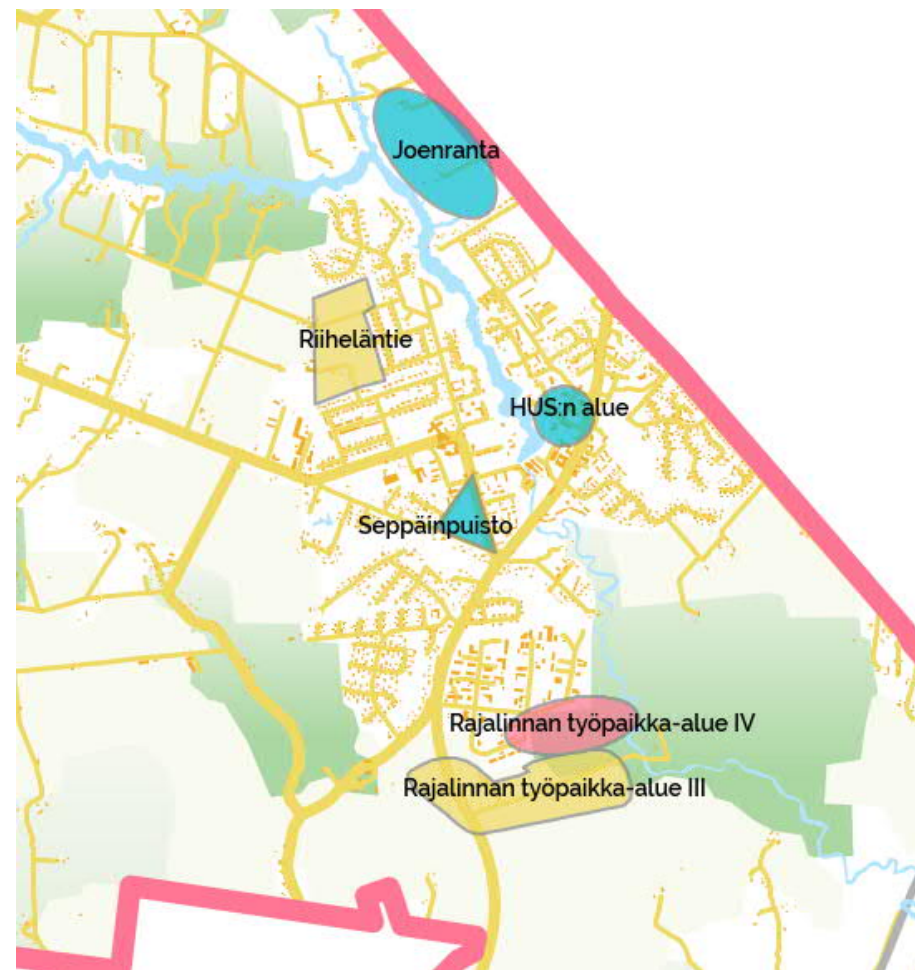 Joenranta
Riiheläntie
HUS:n alue
Seppäinpuisto
Rajalinnan työpaikka-alue IV
Rajalinnan työpaikka-alue III